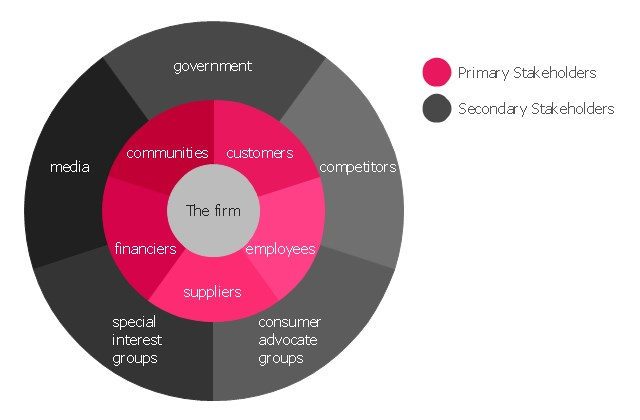 government
media
communities
customers
competitors
The firm
financiers
employees
suppliers
special
interest
groups
consumer
advocate
groups
Primary Stakeholders
Secondary Stakeholders